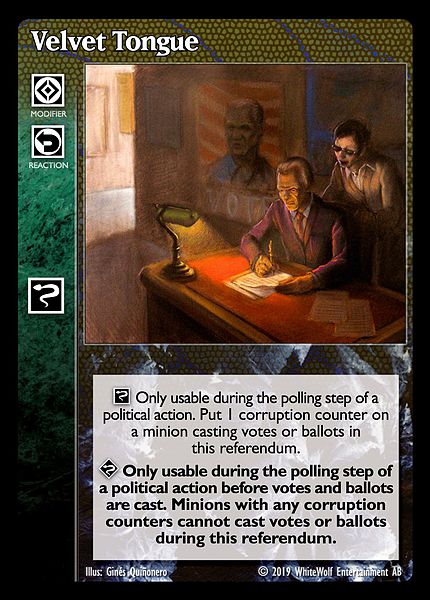 Velvet Tongue
MODIFIER
REACTION
VOTE
Only usable during the polling step of a
political action. Put 1 corruption counter on
a minion casting votes or ballots in
this referendum.
Only usable during the polling step of
a political action before votes and ballots
are cast. Minions with any corruption
counters cannot cast votes or ballots
during this referendum.
Illus: Ginés Quiñonero
© 2019 WhiteWolf Entertainment AB